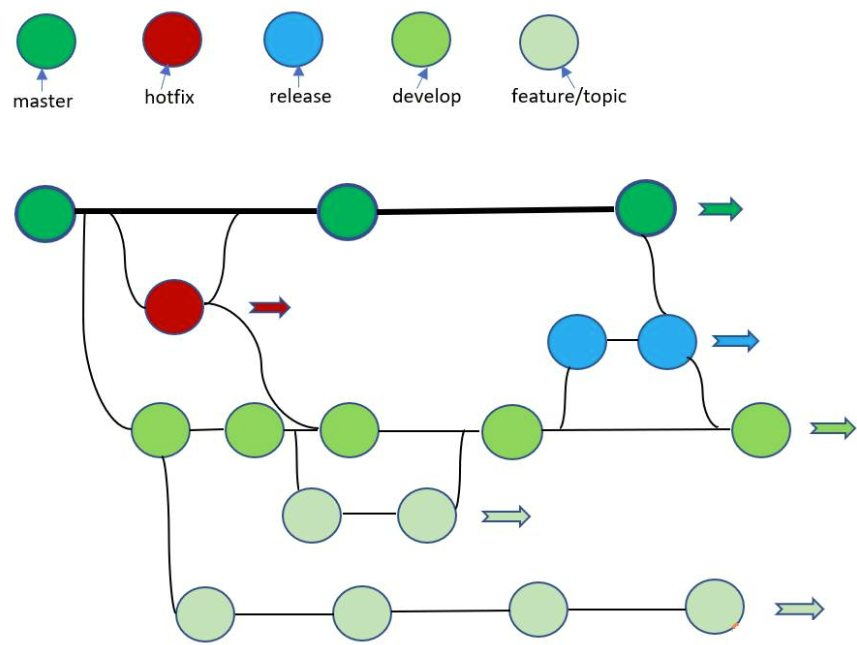 master
hotfix
release
develop
feature/topic